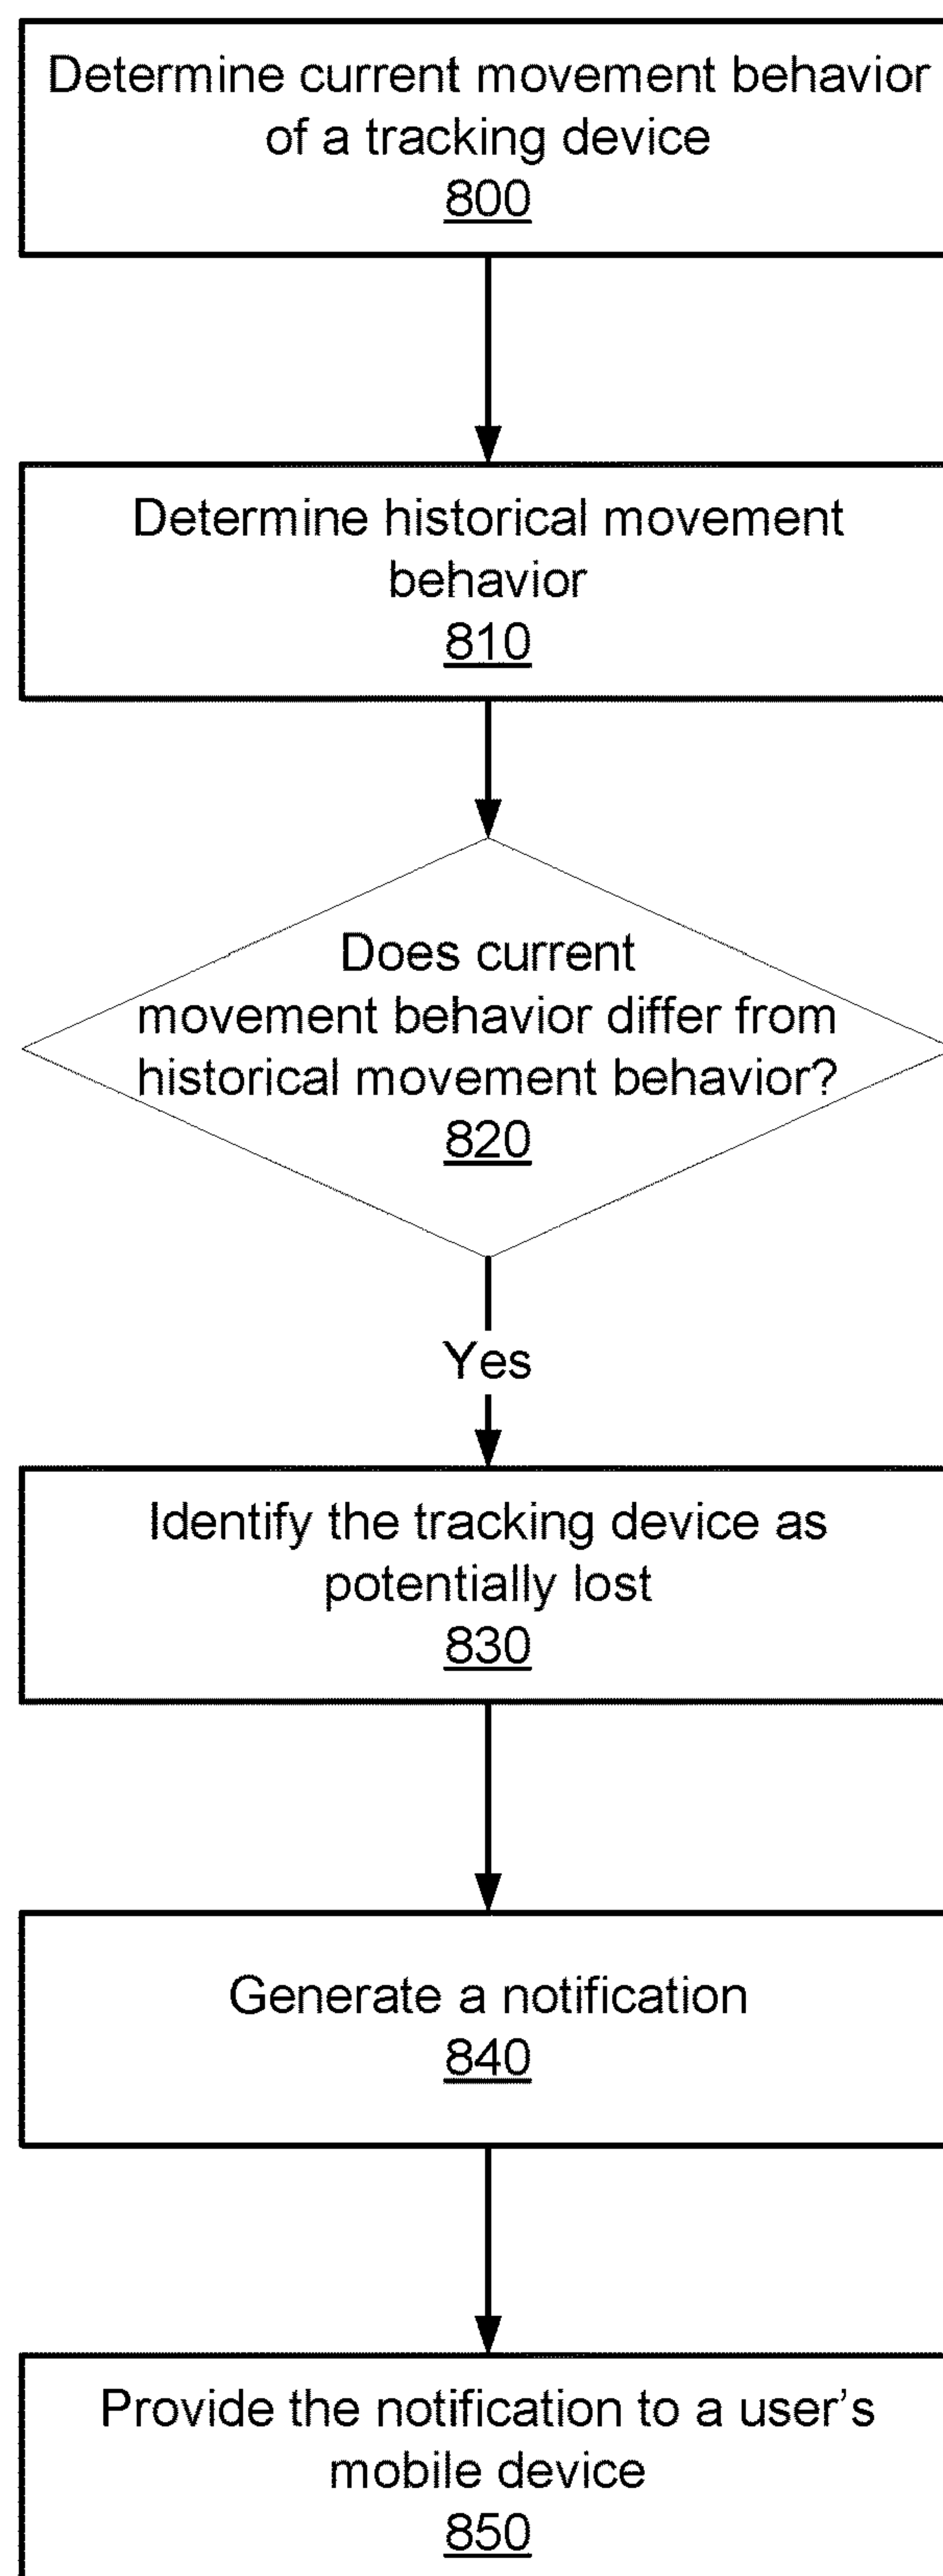 Determine current movement behavior
of a tracking device
800
Determine historical movement
behavior
810
Does current
movement behavior differ from
historical movement behavior?
820
Yes
Identify the tracking device as
potentially lost
830
Generate a notification
840
Provide the notification to a user's
mobile device
850